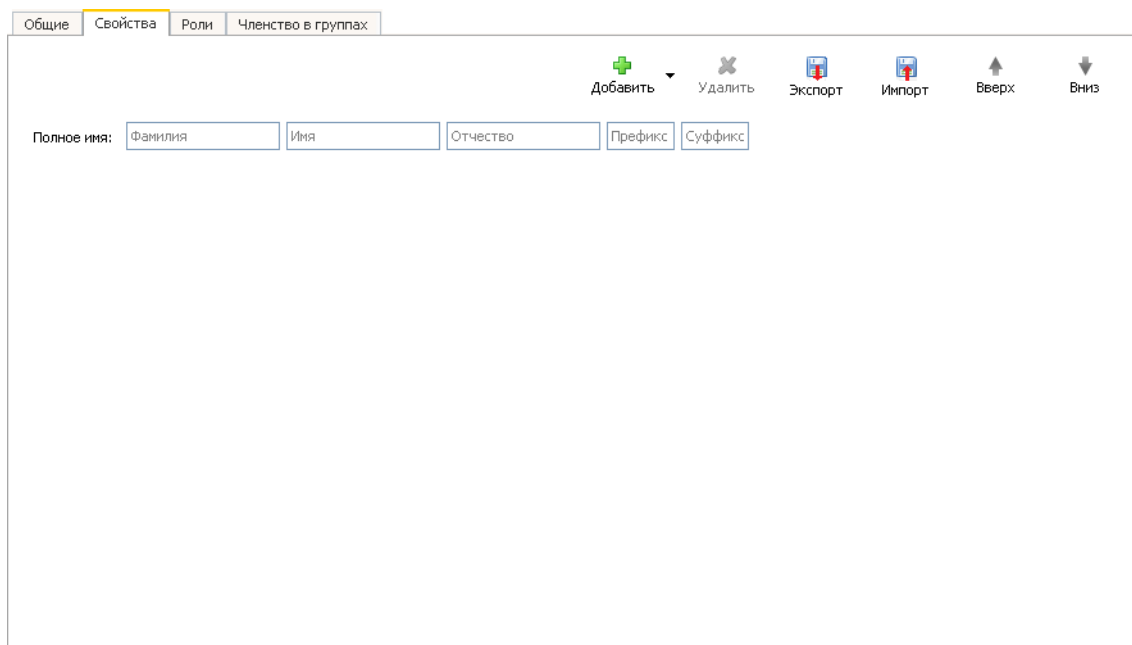 Общие Свойства Роли Членство в группах
Добавить Удалить Экспорт Импорт Вверх Вниз
Полное имя: Фамилия Имя Отчество Префикс Суффикс